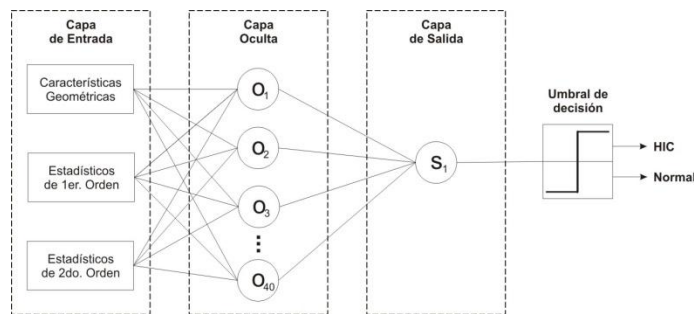 Capa
de Entrada
Capa
Oculta
Capa
de Salida
Características
Geométricas
Estadísticos
de 1er. Orden
Estadísticos
de 2do. Orden
O1
O2
O3
O40
S1
Umbral de
decisión
HIC
Normal